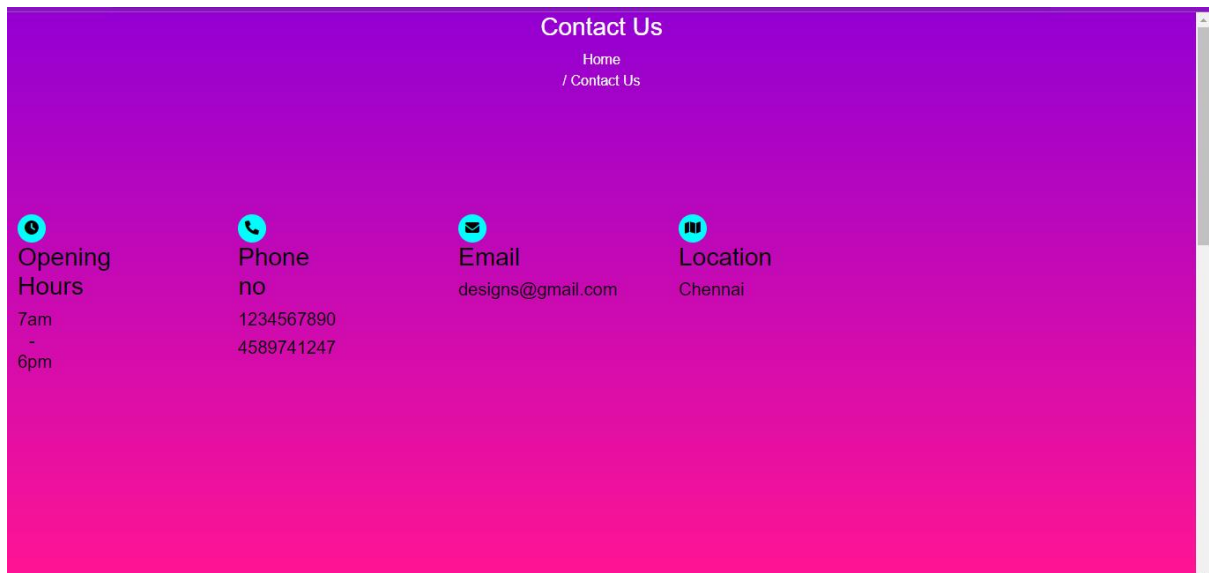 Contact Us
Home
/ Contact Us
Opening
Hours
7am
-
6pm
Phone
no
1234567890
4589741247
Email
designs@gmail.com
Location
Chennai